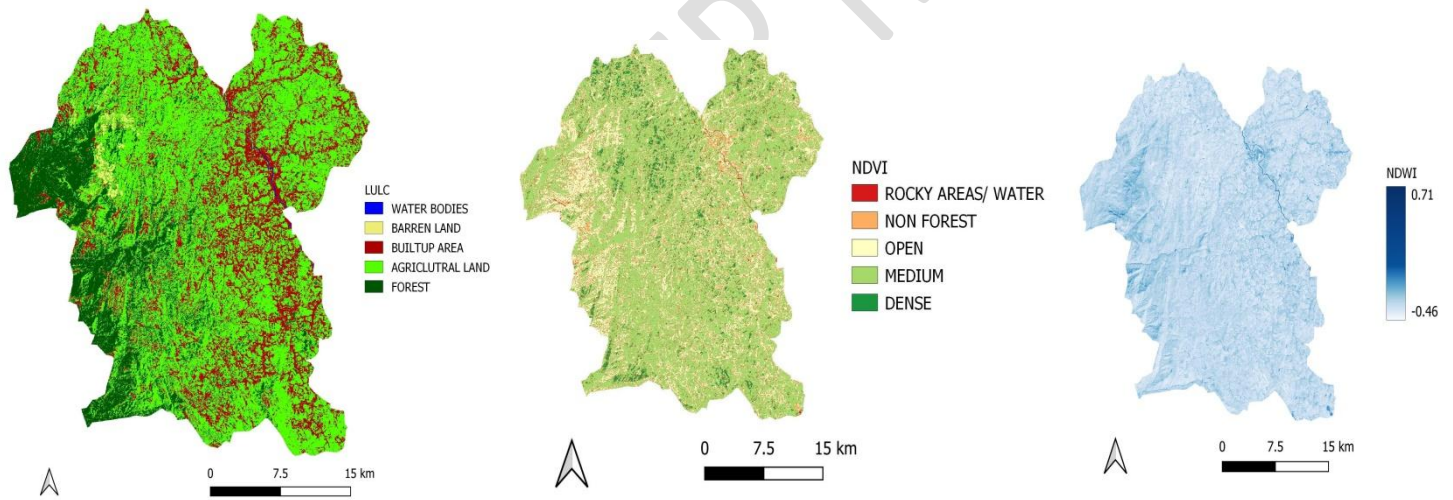 LULC
WATER BODIES
BARREN LAND
BUILTUP AREA
AGRICLUTRAL LAND
FOREST
0 7.5 15 km
NDVI
ROCKY AREAS/ WATER
NON FOREST
OPEN
MEDIUM
DENSE
0 7.5 15 km
NDWI
0.71
-0.46
0 7.5 15 km